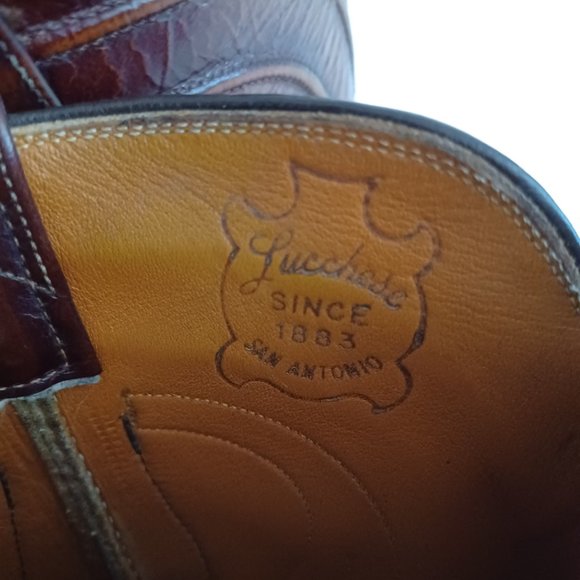 Lucchese
SINCE
1883
SAN ANTONIO